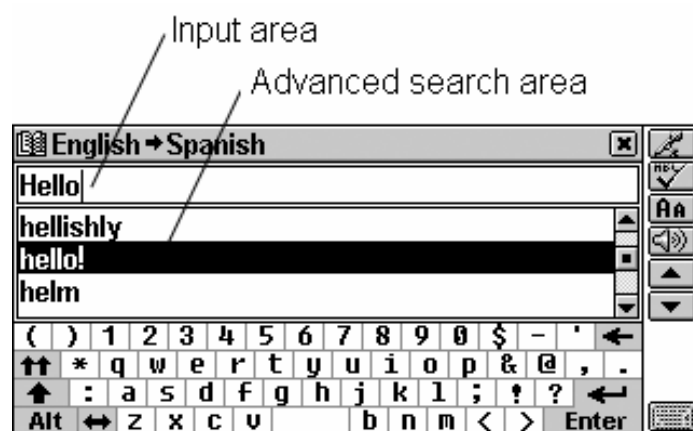 Input area
Advanced search area
English → Spanish
Hello
hellishly
hello!
helm
ABC
Aa
( ) 1 2 3 4 5 6 7 8 9 0 $ - ' ←
* q w e r t y u i o p & @ , .
: a s d f g h j k l ; ! ?
Alt ↔ z x c v b n m < > Enter